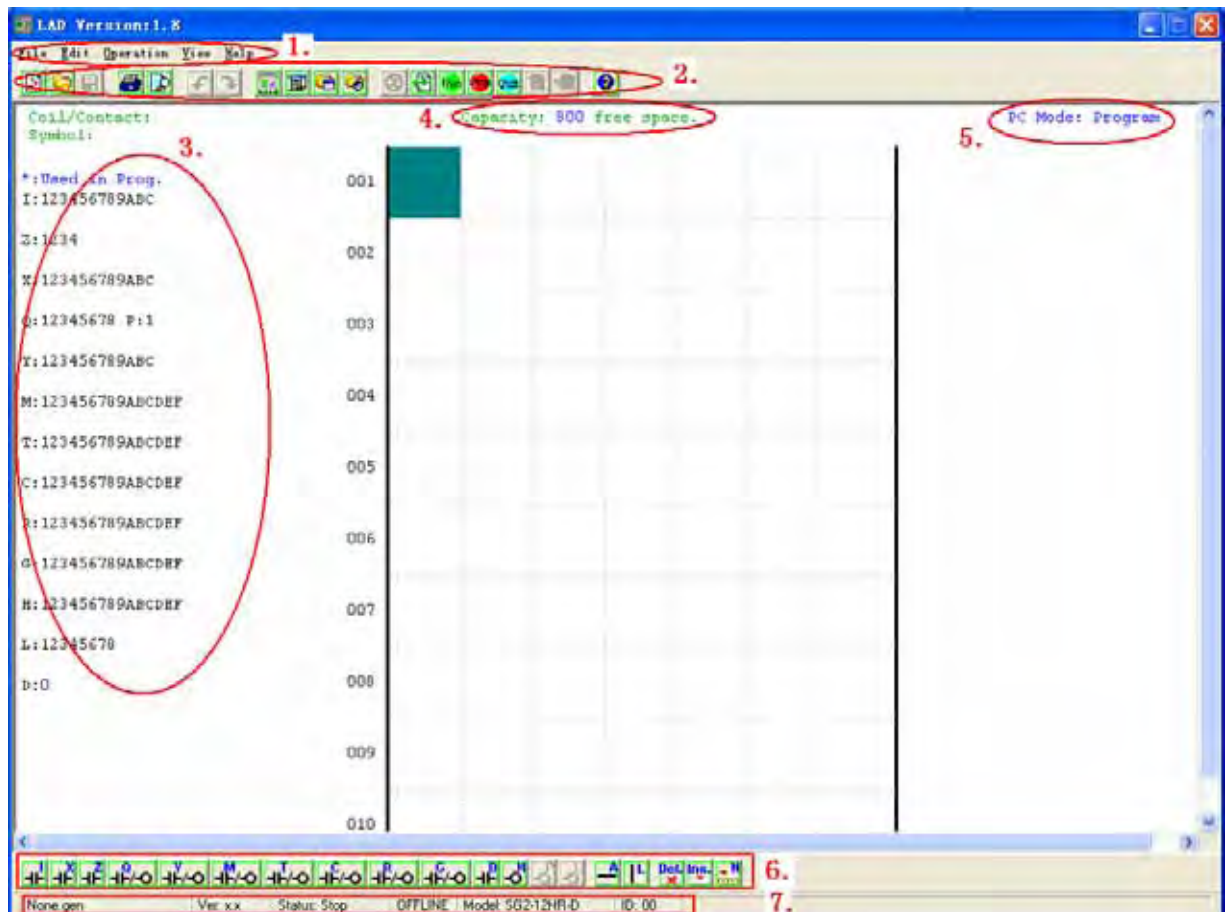 LAD Version:1.8
File Edit Operation View Help 1.
2.
Coil/Contact:
4. Capacity: 800 free space.
5. PC Mode: Program
Symbol:
3.
*:Used in Prog.
I:123456789ABC
Z:1234
X:123456789ABC
Q:12345678 P:1
Y:123456789ABC
M:123456789ABCDEF
T:123456789ABCDEF
C:123456789ABCDEF
R:123456789ABCDEF
G:123456789ABCDEF
H:123456789ABCDEF
L:12345678
D:0
001
002
003
004
005
006
007
008
009
010
I X Z Q Y M T C R G D H A L Del. Ins. N 6.
None.gen Ver: x.x Status: Stop OFFLINE Model: SG2-12HR-D ID: 00 7.